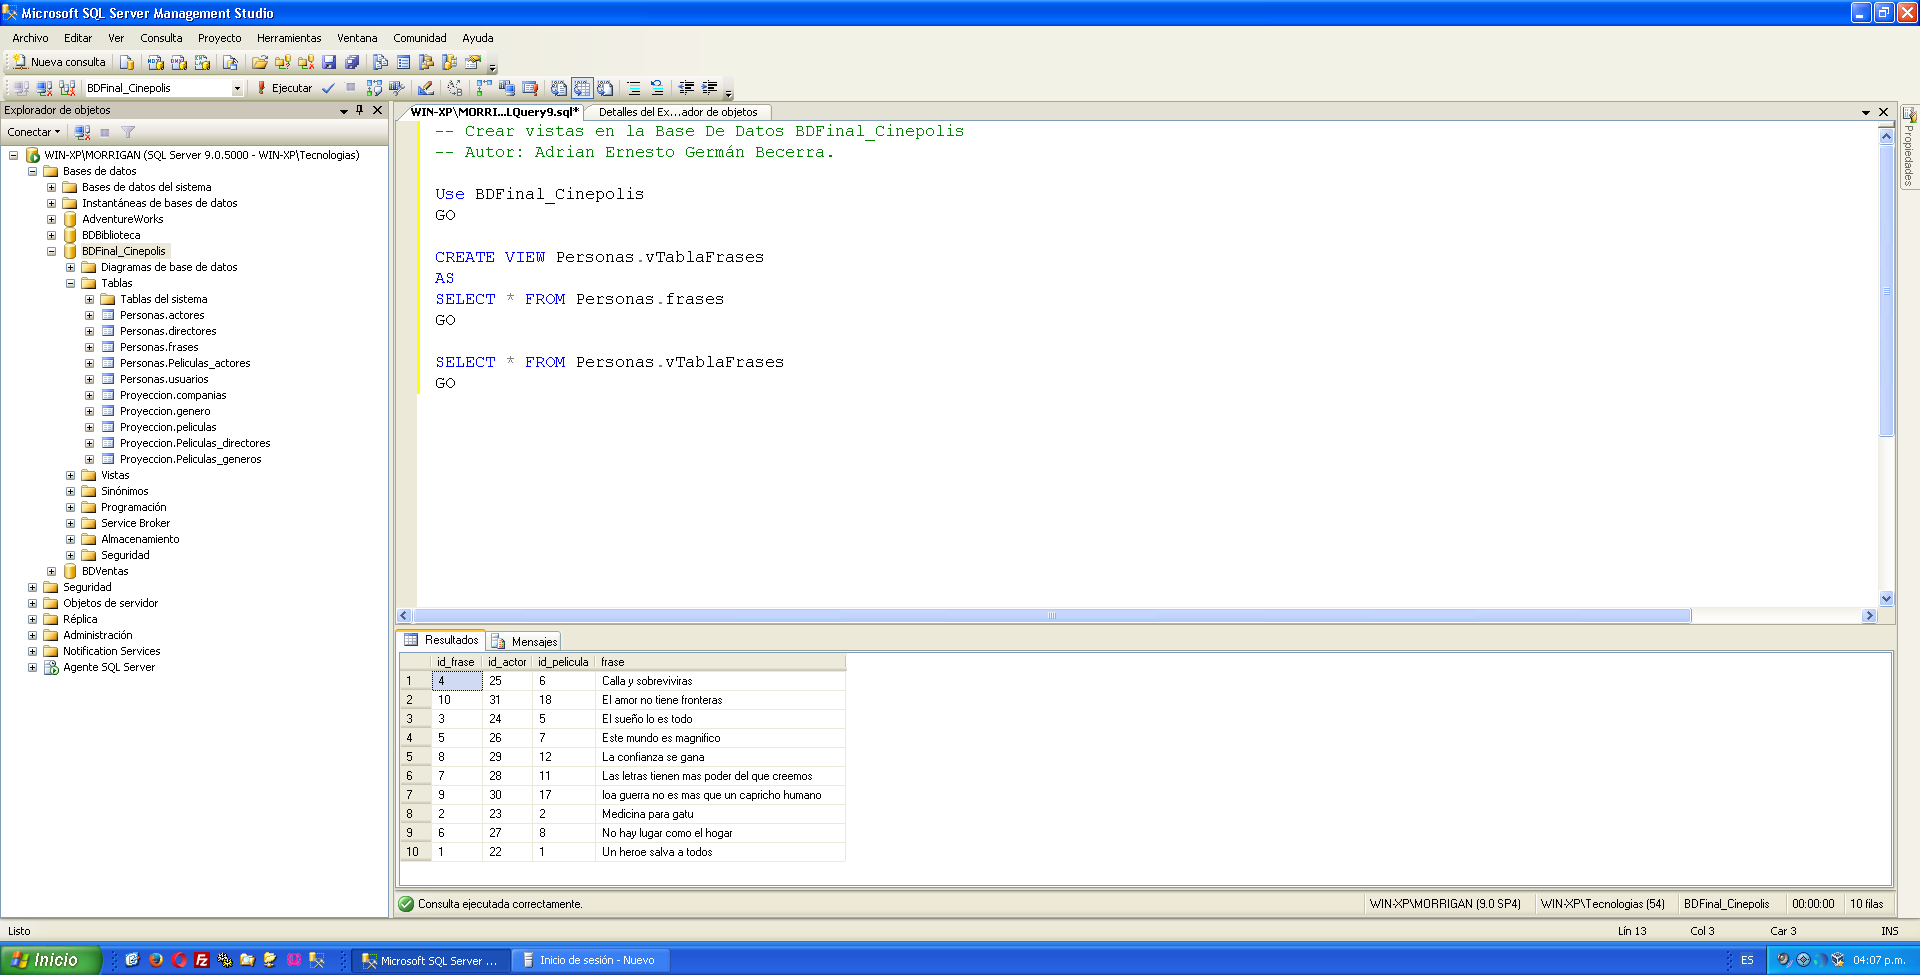 Microsoft SQL Server Management Studio
Archivo Editar Ver Consulta Proyecto Herramientas Ventana Comunidad Ayuda
Nueva consulta
BDFinal_Cinepolis Ejecutar
Explorador de objetos
Conectar
WIN-XP\MORRIGAN (SQL Server 9.0.5000 - WIN-XP\Tecnologias)
Bases de datos
Bases de datos del sistema
Instantáneas de bases de datos
AdventureWorks
BDBiblioteca
BDFinal_Cinepolis
Diagramas de base de datos
Tablas
Tablas del sistema
Personas.actores
Personas.directores
Personas.frases
Personas.Peliculas_actores
Personas.usuarios
Proyeccion.companias
Proyeccion.genero
Proyeccion.peliculas
Proyeccion.Peliculas_directores
Proyeccion.Peliculas_generos
Vistas
Sinónimos
Programación
Service Broker
Almacenamiento
Seguridad
BDVentas
Seguridad
Objetos de servidor
Réplica
Administración
Notification Services
Agente SQL Server
WIN-XP\MORRI...LQuery9.sql* Detalles del Ex...ador de objetos
-- Crear vistas en la Base De Datos BDFinal_Cinepolis
-- Autor: Adrian Ernesto Germán Becerra.
Use BDFinal_Cinepolis
GO
CREATE VIEW Personas.vTablaFrases
AS
SELECT * FROM Personas.frases
GO
SELECT * FROM Personas.vTablaFrases
GO
Propiedades
Resultados Mensajes
id_frase id_actor id_pelicula frase
1 4 25 6 Calla y sobreviviras
2 10 31 18 El amor no tiene fronteras
3 3 24 5 El sueño lo es todo
4 5 26 7 Este mundo es magnifico
5 8 29 12 La confianza se gana
6 7 28 11 Las letras tienen mas poder del que creemos
7 9 30 17 loa guerra no es mas que un capricho humano
8 2 23 2 Medicina para gatu
9 6 27 8 No hay lugar como el hogar
10 1 22 1 Un heroe salva a todos
Consulta ejecutada correctamente. WIN-XP\MORRIGAN (9.0 SP4) WIN-XP\Tecnologias (54) BDFinal_Cinepolis 00:00:00 10 filas
Listo Lín 13 Col 3 Car 3 INS
Inicio Microsoft SQL Server ... Inicio de sesión - Nuevo ES 04:07 p.m.